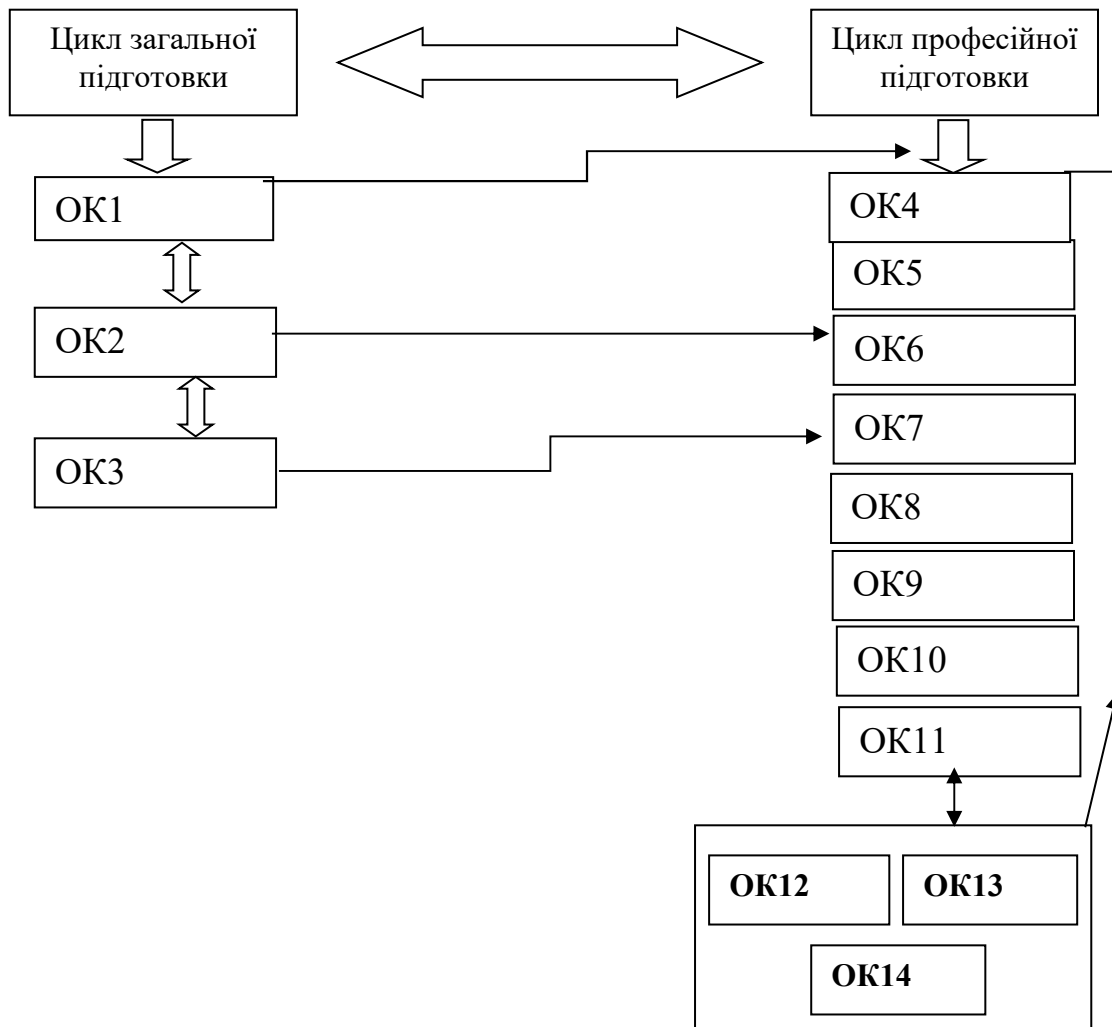 Цикл загальної
підготовки
Цикл професійної
підготовки
ОК1
ОК2
ОК3
ОК4
ОК5
ОК6
ОК7
ОК8
ОК9
ОК10
ОК11
ОК12
ОК13
ОК14